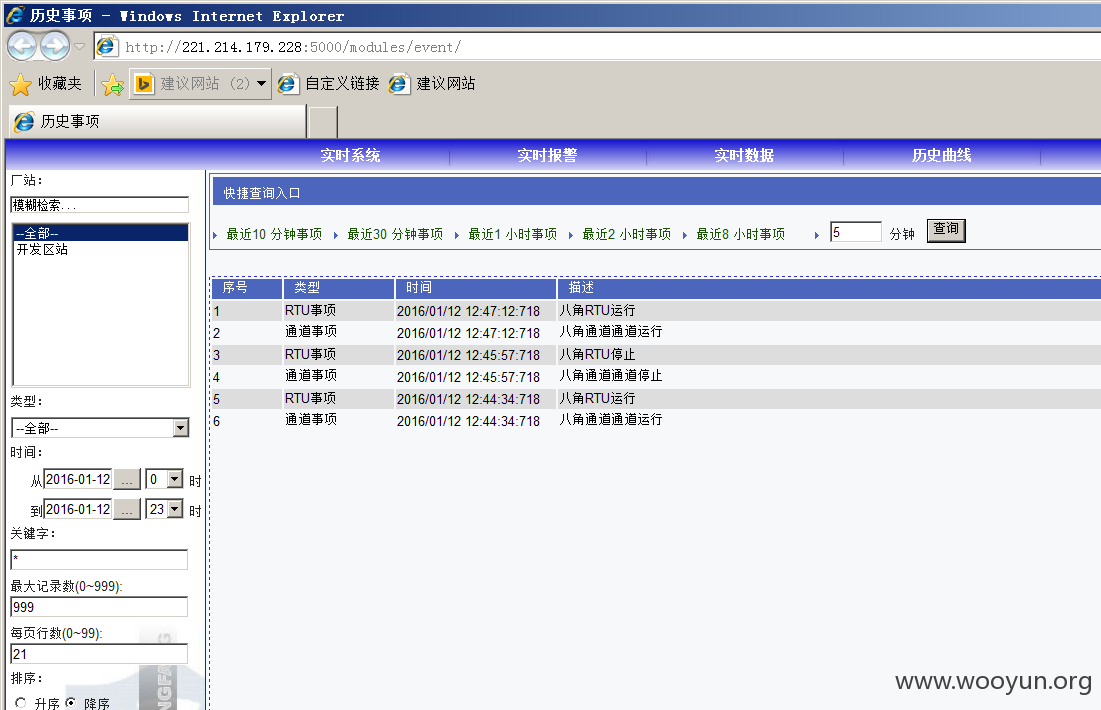 历史事项 - Windows Internet Explorer
http://221.214.179.228:5000/modules/event/
收藏夹 建议网站 (2) 自定义链接 建议网站
历史事项
实时系统 实时报警 实时数据 历史曲线
厂站:
模糊检索...
--全部--
开发区站
类型:
--全部--
时间:
从 2016-01-12 ... 0 时
到 2016-01-12 ... 23 时
关键字:
*
最大记录数(0~999):
999
每页行数(0~99):
21
排序:
升序 降序
快捷查询入口
最近10 分钟事项 最近30 分钟事项 最近1 小时事项 最近2 小时事项 最近8 小时事项 5 分钟 查询
序号 类型 时间 描述
1 RTU事项 2016/01/12 12:47:12:718 八角RTU运行
2 通道事项 2016/01/12 12:47:12:718 八角通道通道运行
3 RTU事项 2016/01/12 12:45:57:718 八角RTU停止
4 通道事项 2016/01/12 12:45:57:718 八角通道通道停止
5 RTU事项 2016/01/12 12:44:34:718 八角RTU运行
6 通道事项 2016/01/12 12:44:34:718 八角通道通道运行
www.wooyun.org